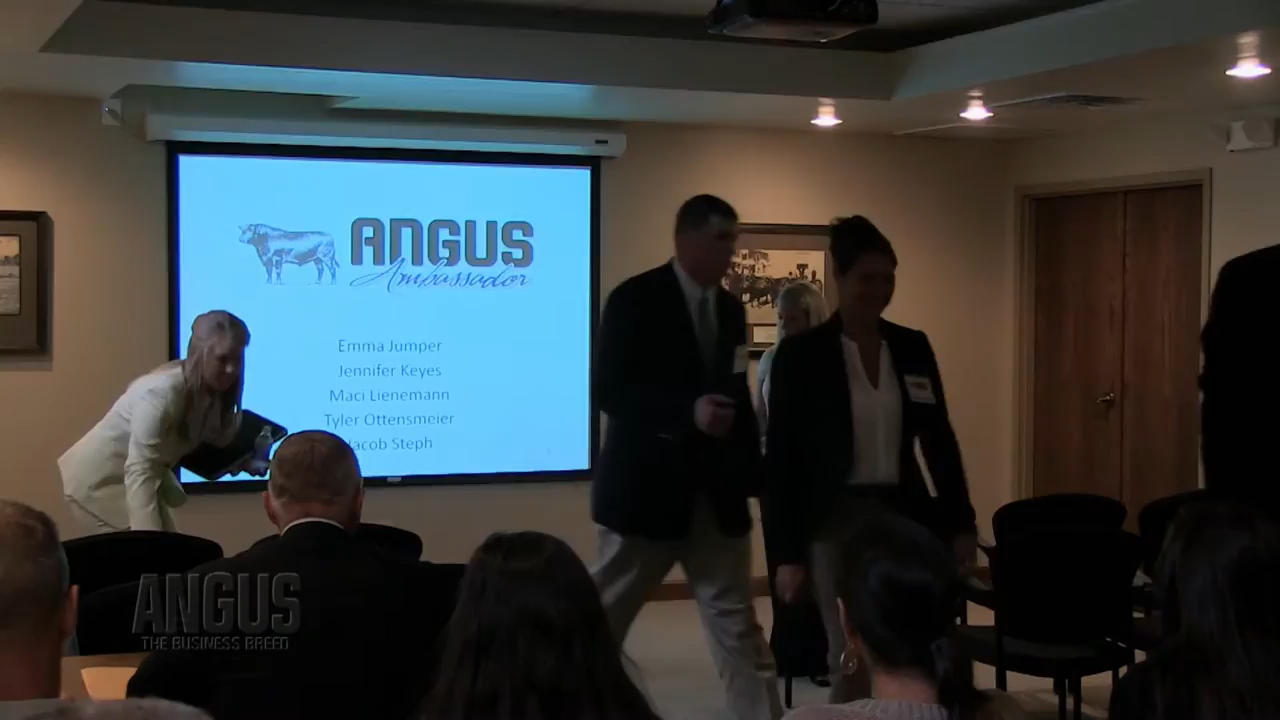 ANGUS
Ambassador
Emma Jumper
Jennifer Keyes
Maci Lienemann
Tyler Ottensmeier
Jacob Steph
ANGUS
THE BUSINESS BREED